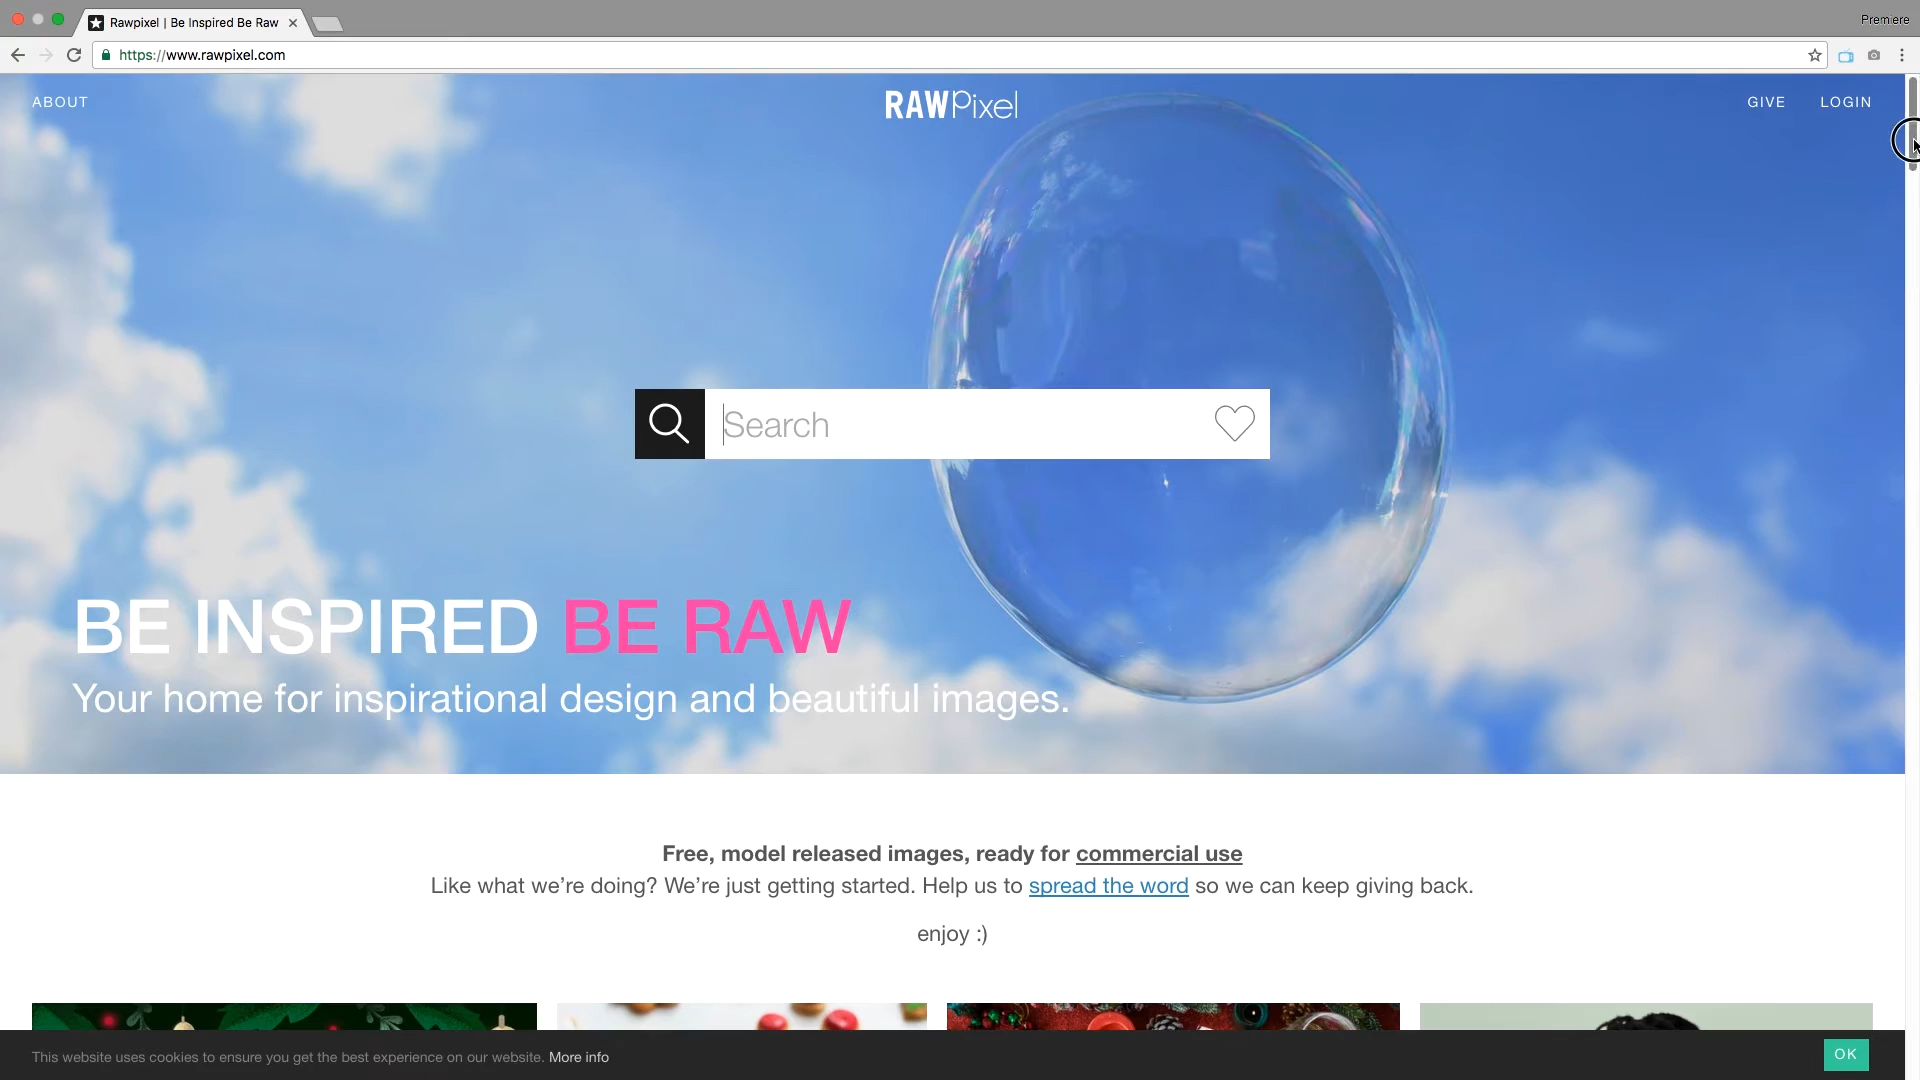 Rawpixel | Be Inspired Be Raw
Premiere
https://www.rawpixel.com
ABOUT
RAWPixel
GIVE
LOGIN
Search
BE INSPIRED BE RAW
Your home for inspirational design and beautiful images.
Free, model released images, ready for commercial use
Like what we’re doing? We’re just getting started. Help us to spread the word so we can keep giving back.
enjoy :)
This website uses cookies to ensure you get the best experience on our website. More info
OK